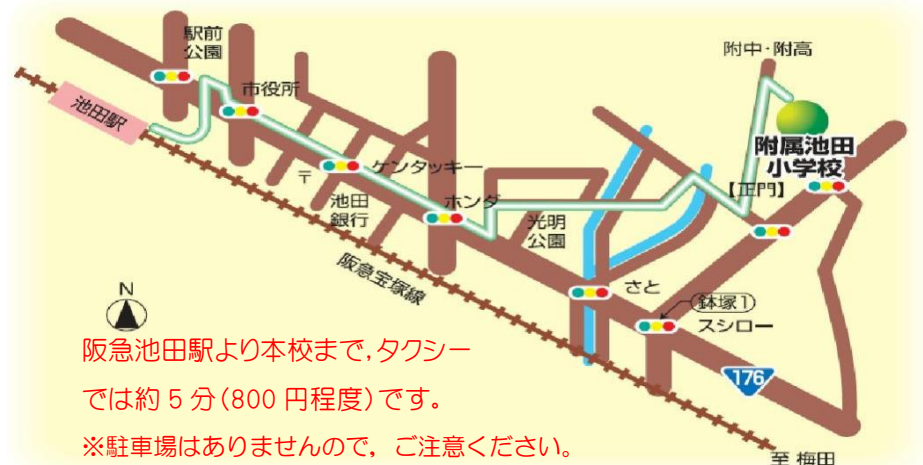 駅前
公園
附中・附高
市役所
池田駅
附属池田
小学校
【正門】
〒
ケンタッキー
池田
銀行
ホンダ
光明
公園
阪急宝塚線
さと
鉢塚1
スシロー
N
176
阪急池田駅より本校まで,タクシー
では約5分(800円程度)です。
※駐車場はありませんので，ご注意ください。
至 梅田